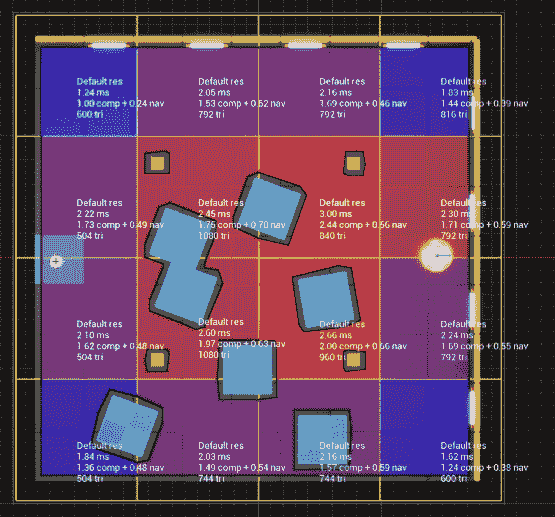 Default res
1.24 ms
1.00 comp + 0.24 nav
600 tri
Default res
2.05 ms
1.53 comp + 0.52 nav
792 tri
Default res
2.16 ms
1.69 comp + 0.46 nav
792 tri
Default res
1.83 ms
1.44 comp + 0.39 nav
816 tri
Default res
2.22 ms
1.73 comp + 0.49 nav
504 tri
Default res
2.45 ms
1.75 comp + 0.70 nav
1080 tri
Default res
3.00 ms
2.44 comp + 0.56 nav
840 tri
Default res
2.30 ms
1.71 comp + 0.59 nav
792 tri
Default res
2.10 ms
1.62 comp + 0.48 nav
504 tri
Default res
2.60 ms
1.97 comp + 0.63 nav
1080 tri
Default res
2.66 ms
2.00 comp + 0.66 nav
960 tri
Default res
2.24 ms
1.69 comp + 0.55 nav
792 tri
Default res
1.84 ms
1.36 comp + 0.48 nav
504 tri
Default res
2.03 ms
1.49 comp + 0.54 nav
744 tri
Default res
2.16 ms
1.57 comp + 0.59 nav
744 tri
Default res
1.62 ms
1.24 comp + 0.38 nav
600 tri